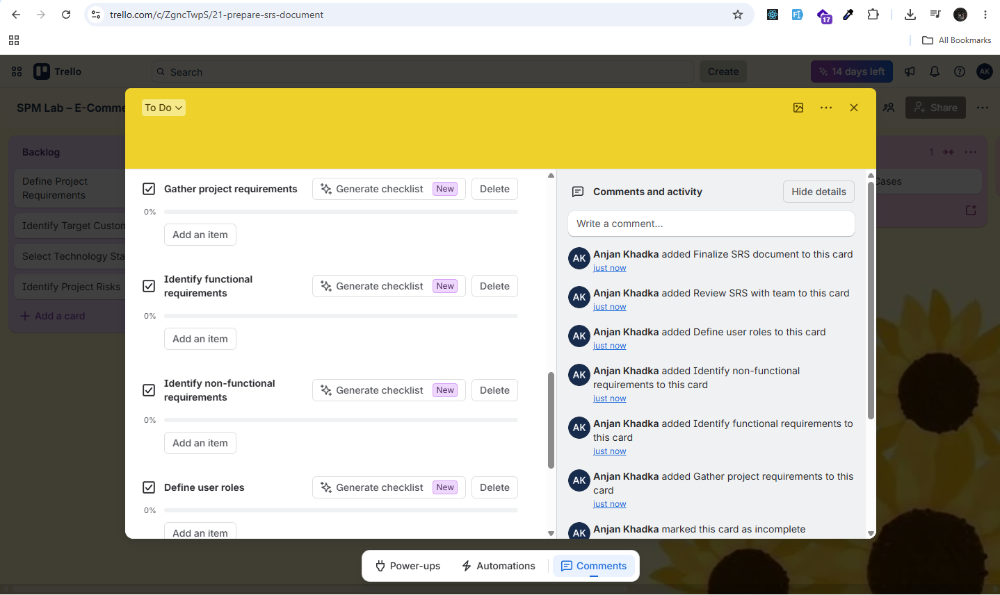 trello.com/c/ZgncTwpS/21-prepare-srs-document
17
All Bookmarks
Trello
Search
Create
14 days left
AK
SPM Lab – E-Comme
Share
To Do
Backlog
1
Define Project
Requirements
Identify Target Custom
Select Technology Sta
Identify Project Risks
Add a card
Cases
Gather project requirements
Generate checklist New
Delete
0%
Add an item
Identify functional
requirements
Generate checklist New
Delete
0%
Add an item
Identify non-functional
requirements
Generate checklist New
Delete
0%
Add an item
Define user roles
Generate checklist New
Delete
0%
Add an item
Comments and activity
Hide details
Write a comment…
AK
Anjan Khadka added Finalize SRS document to this card
just now
AK
Anjan Khadka added Review SRS with team to this card
just now
AK
Anjan Khadka added Define user roles to this card
just now
AK
Anjan Khadka added Identify non-functional
requirements to this card
just now
AK
Anjan Khadka added Identify functional requirements to
this card
just now
AK
Anjan Khadka added Gather project requirements to this
card
just now
AK
Anjan Khadka marked this card as incomplete
Power-ups
Automations
Comments